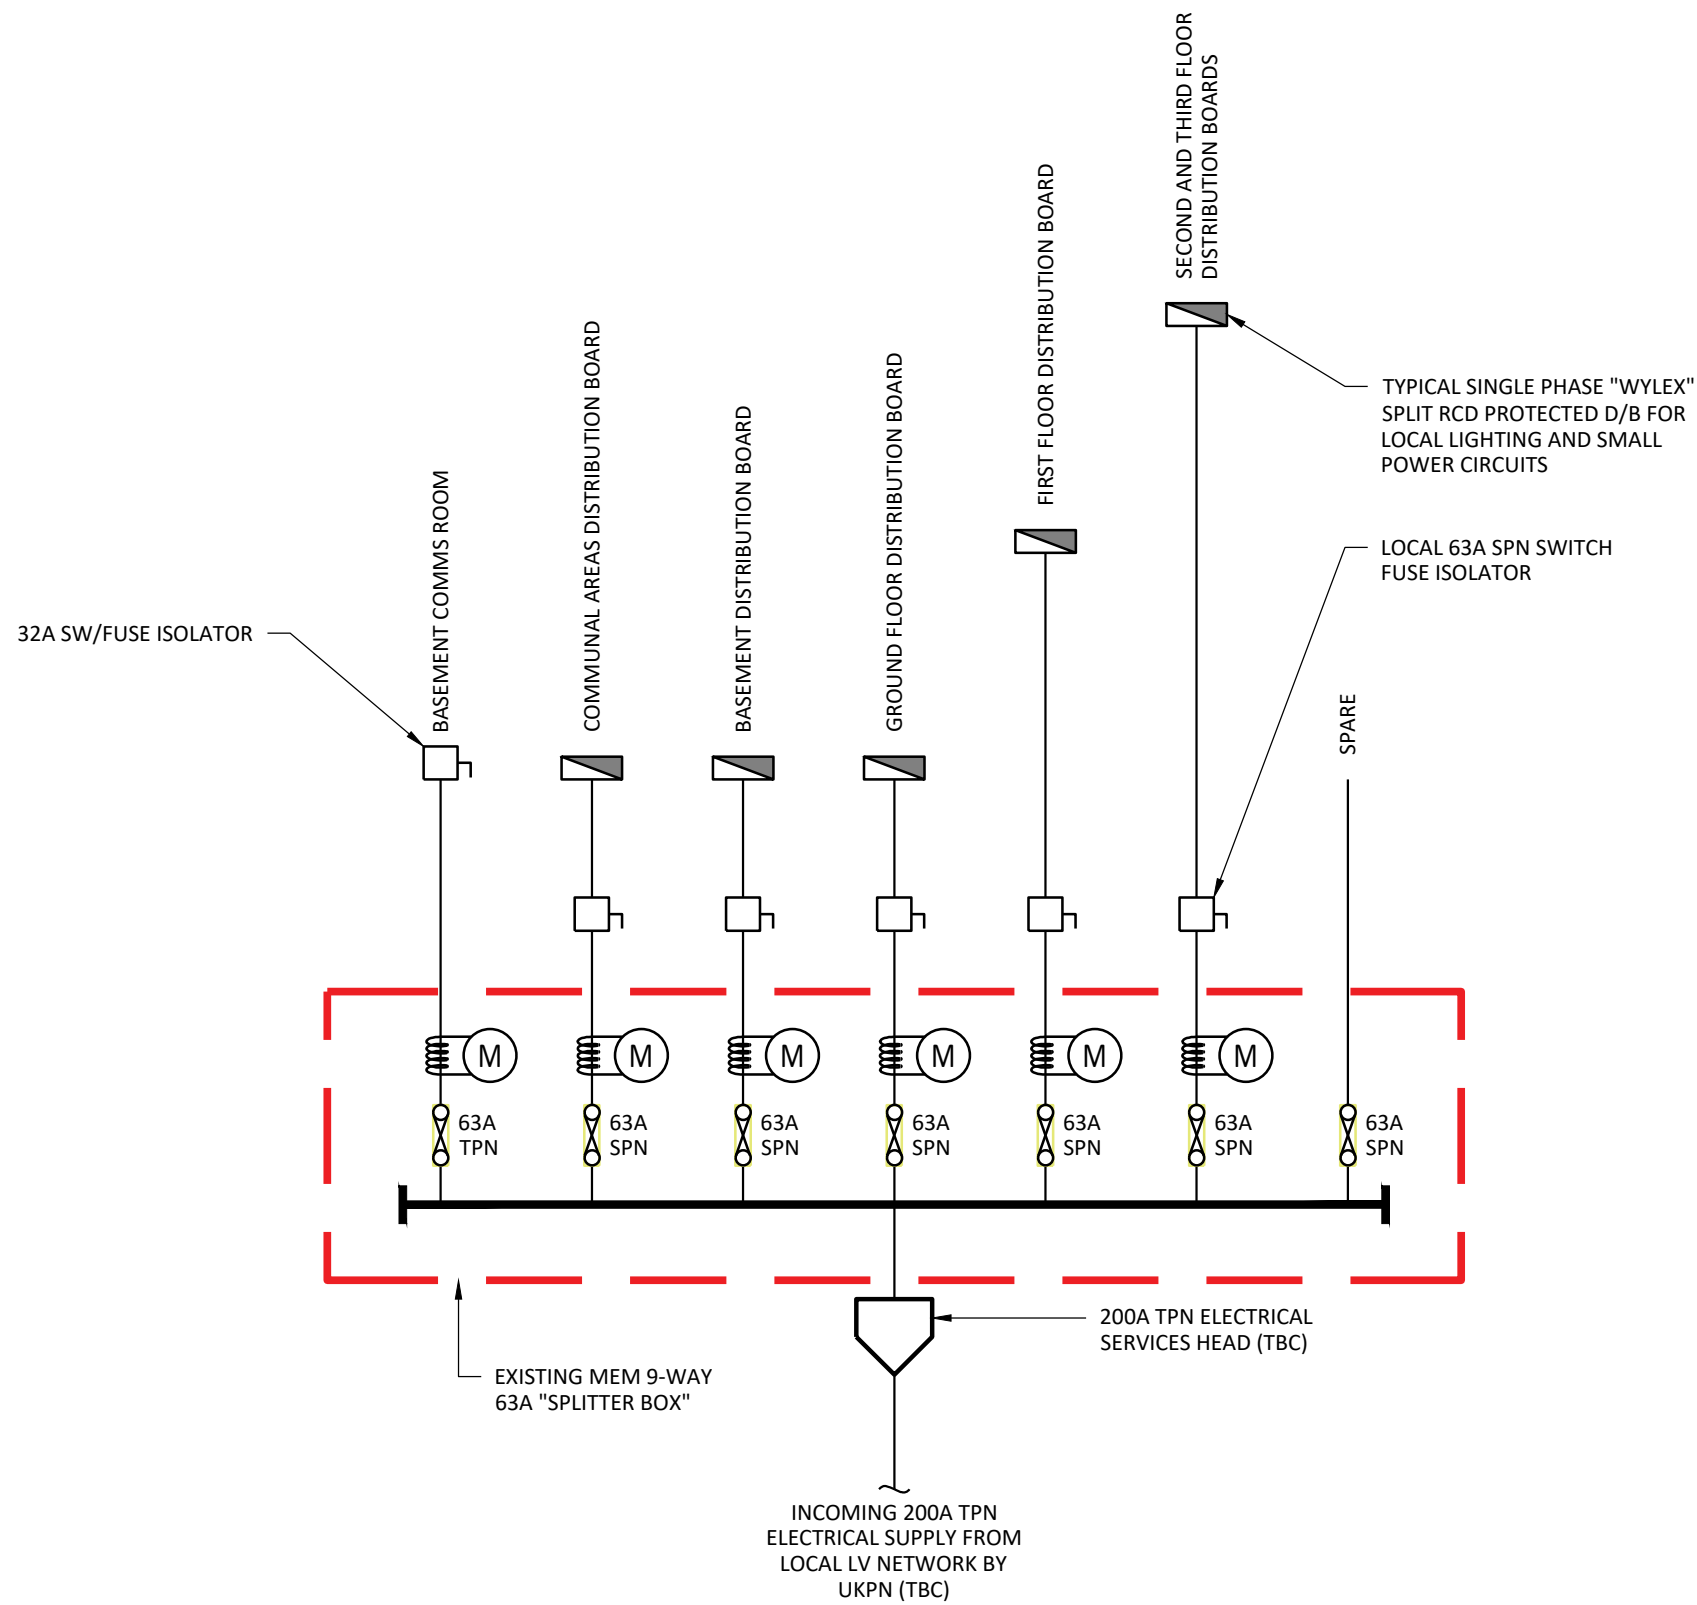 SECOND AND THIRD FLOOR
DISTRIBUTION BOARDS
FIRST FLOOR DISTRIBUTION BOARD
COMMUNAL AREAS DISTRIBUTION BOARD
GROUND FLOOR DISTRIBUTION BOARD
BASEMENT DISTRIBUTION BOARD
BASEMENT COMMS ROOM
TYPICAL SINGLE PHASE "WYLEX"
SPLIT RCD PROTECTED D/B FOR
LOCAL LIGHTING AND SMALL
POWER CIRCUITS
LOCAL 63A SPN SWITCH
FUSE ISOLATOR
32A SW/FUSE ISOLATOR
SPARE
M
M
M
M
M
M
63A
TPN
63A
SPN
63A
SPN
63A
SPN
63A
SPN
63A
SPN
63A
SPN
200A TPN ELECTRICAL
SERVICES HEAD (TBC)
EXISTING MEM 9-WAY
63A "SPLITTER BOX"
INCOMING 200A TPN
ELECTRICAL SUPPLY FROM
LOCAL LV NETWORK BY
UKPN (TBC)